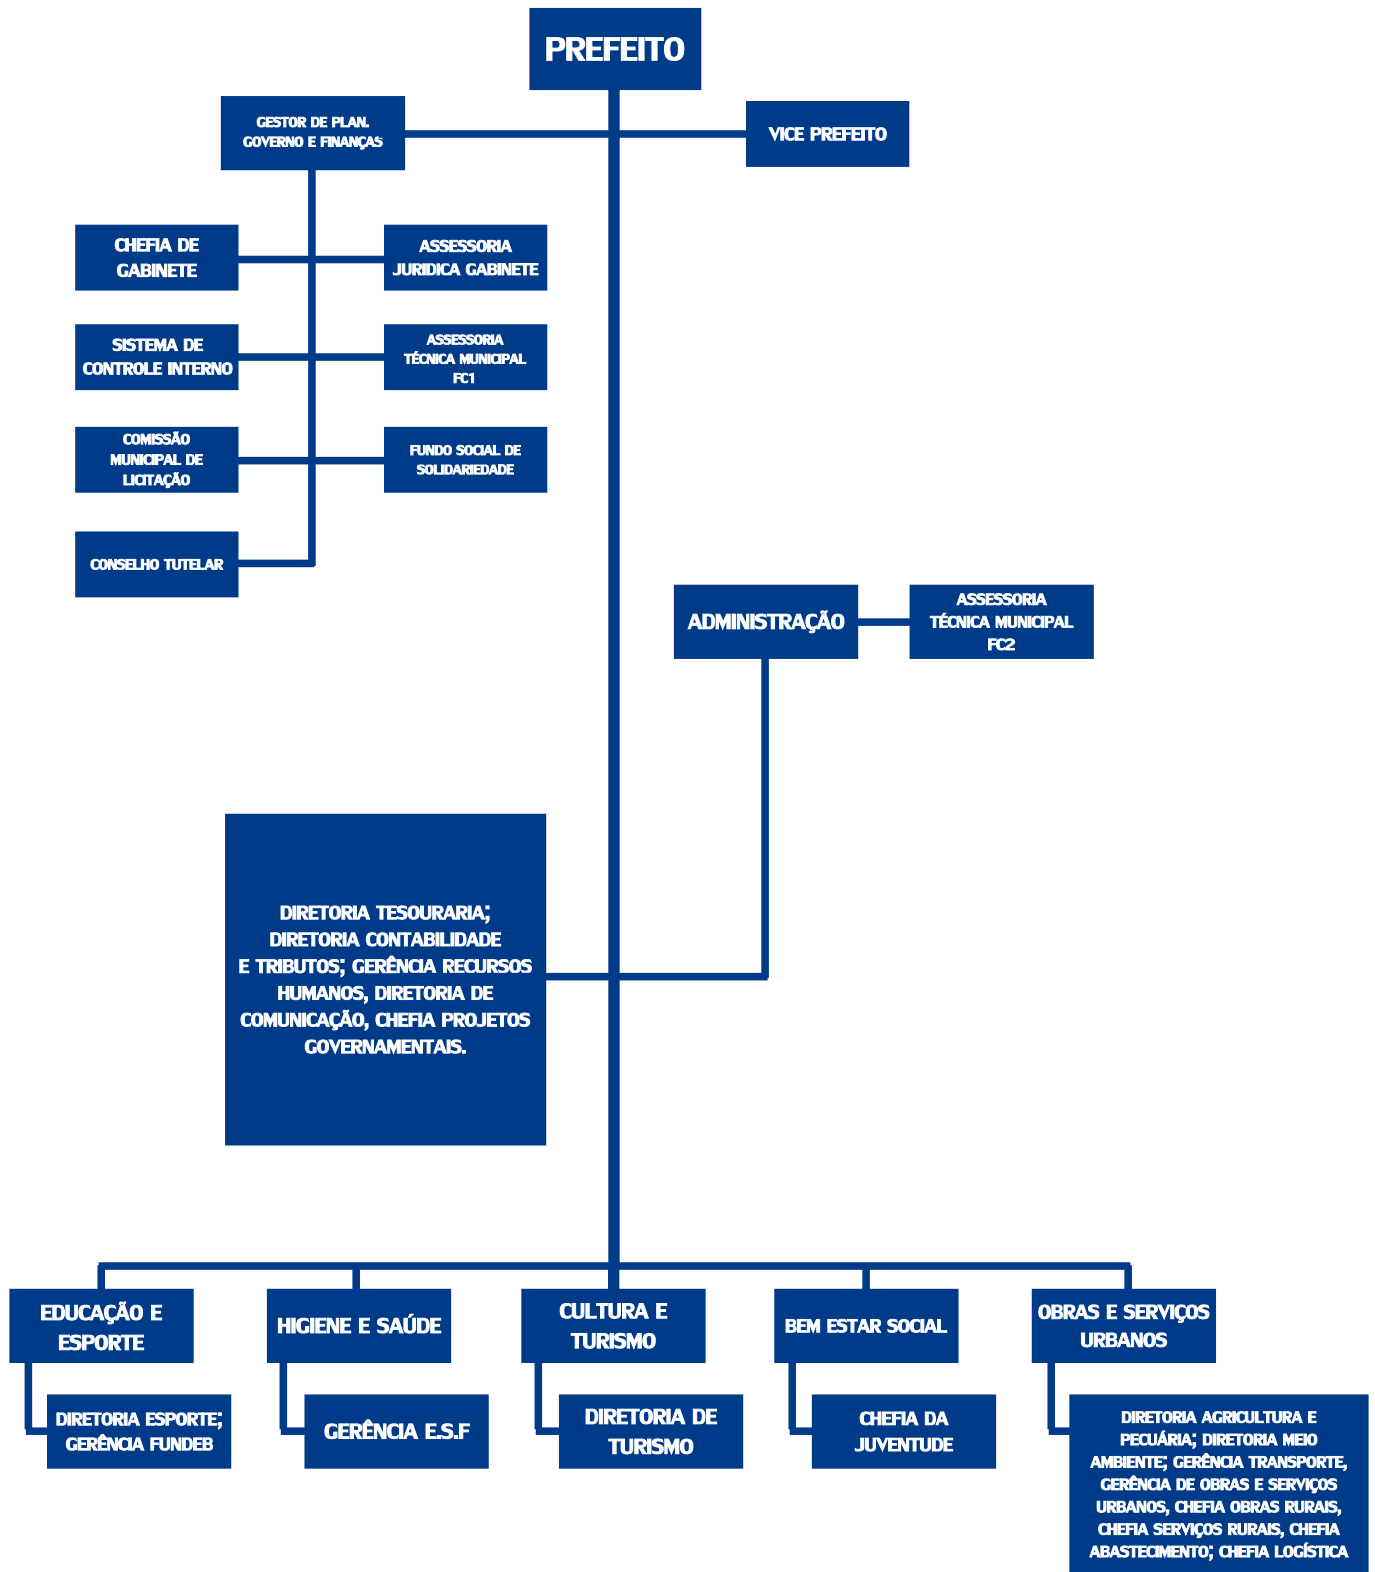 PREFEITO
GESTOR DE PLAN.
GOVERNO E FINANÇAS
VICE PREFEITO
CHEFIA DE
GABINETE
ASSESSORIA
JURIDICA GABINETE
SISTEMA DE
CONTROLE INTERNO
ASSESSORIA
TÉCNICA MUNICIPAL
FC1
COMISSÃO
MUNICIPAL DE
LICITAÇÃO
FUNDO SOCIAL DE
SOLIDARIEDADE
CONSELHO TUTELAR
ADMINISTRAÇÃO
ASSESSORIA
TÉCNICA MUNICIPAL
FC2
DIRETORIA TESOURARIA;
DIRETORIA CONTABILIDADE
E TRIBUTOS; GERÊNCIA RECURSOS
HUMANOS, DIRETORIA DE
COMUNICAÇÃO, CHEFIA PROJETOS
GOVERNAMENTAIS.
EDUCAÇÃO E
ESPORTE
HIGIENE E SAÚDE
CULTURA E
TURISMO
BEM ESTAR SOCIAL
OBRAS E SERVIÇOS
URBANOS
DIRETORIA ESPORTE;
GERÊNCIA FUNDEB
GERÊNCIA E.S.F
DIRETORIA DE
TURISMO
CHEFIA DA
JUVENTUDE
DIRETORIA AGRICULTURA E
PECUÁRIA; DIRETORIA MEIO
AMBIENTE; GERÊNCIA TRANSPORTE,
GERÊNCIA DE OBRAS E SERVIÇOS
URBANOS, CHEFIA OBRAS RURAIS,
CHEFIA SERVIÇOS RURAIS, CHEFIA
ABASTECIMENTO; CHEFIA LOGÍSTICA